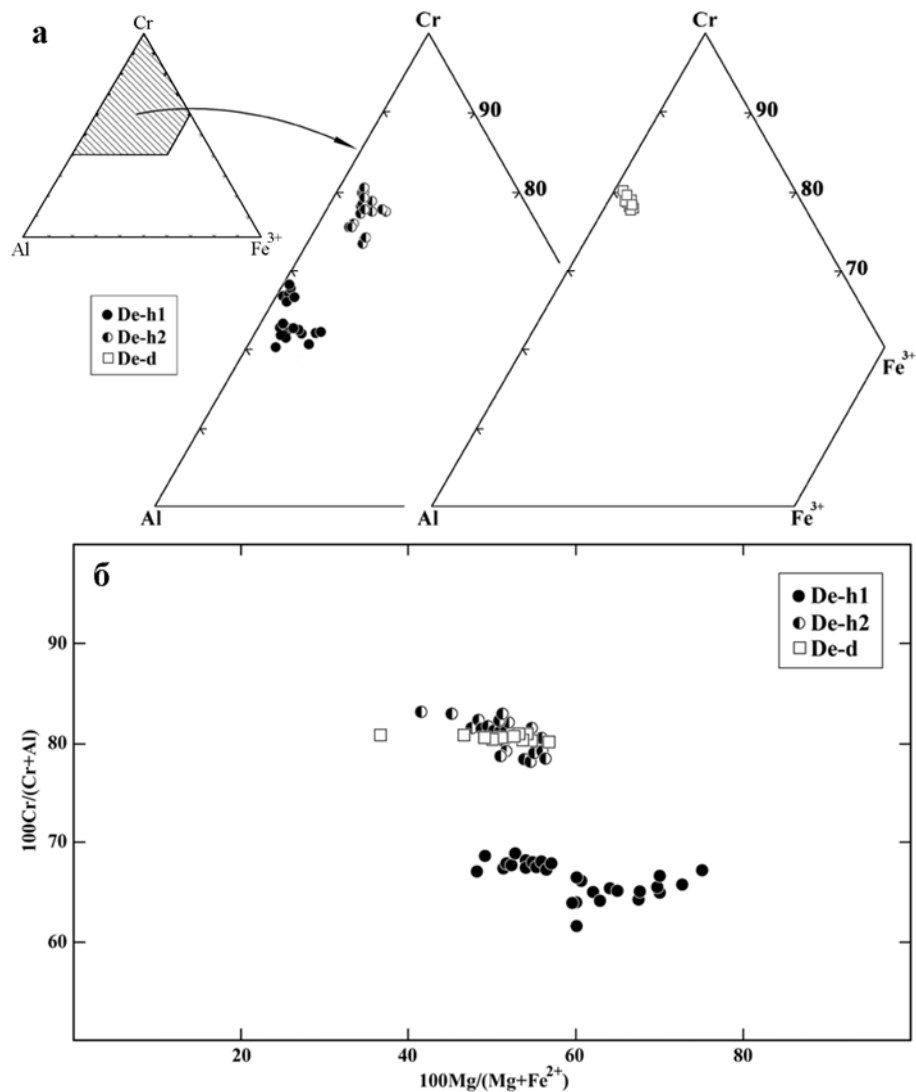 а
Cr
Al
Fe³⁺
De-h1
De-h2
De-d
Cr
90
80
Al
Cr
90
80
70
Fe³⁺
Al
Fe³⁺
б
De-h1
De-h2
De-d
90
80
70
60
100Cr/(Cr+Al)
20
40
60
80
100Mg/(Mg+Fe²⁺)